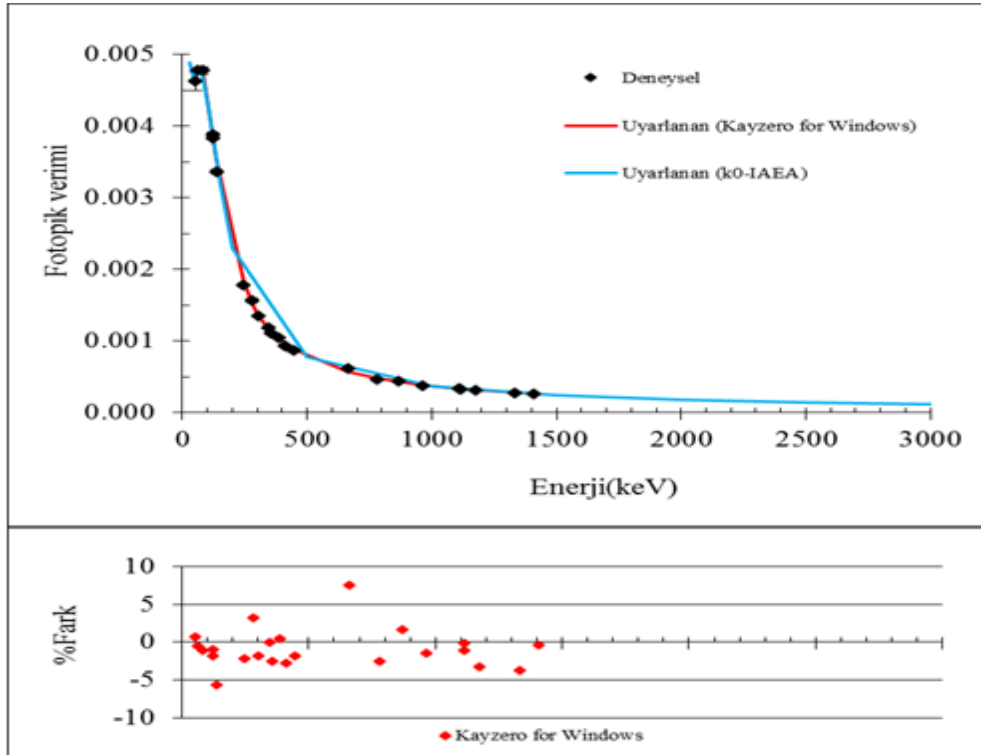 0.005
0.004
0.003
0.002
0.001
0.000
Fotopik verimi
Deneysel
Uyarlanan (Kayzero for Windows)
Uyarlanan (k0-IAEA)
0 500 1000 1500 2000 2500 3000
Enerji(keV)
10
5
0
-5
-10
%Fark
Kayzero for Windows